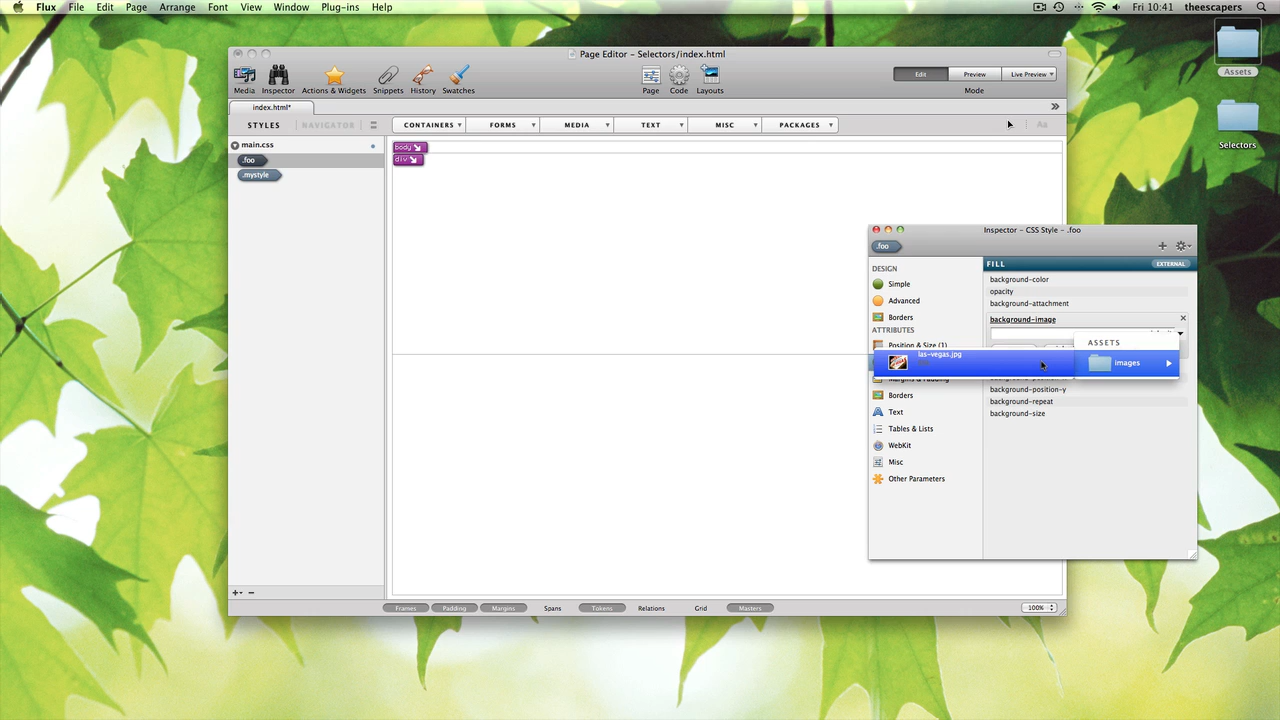 Flux File Edit Page Arrange Font View Window Plug-ins Help
Fri 10:41 theescapers
Assets
Selectors
Page Editor – Selectors/index.html
Media Inspector Actions & Widgets Snippets History Swatches
Page Code Layouts
Edit Preview Live Preview
Mode
index.html*
STYLES NAVIGATOR
CONTAINERS FORMS MEDIA TEXT MISC PACKAGES
Aa
main.css
.foo
.mystyle
body
div
Inspector – CSS Style – .foo
.foo
DESIGN
Simple
Advanced
Borders
ATTRIBUTES
Position & Size (1)
Margins & Padding
Borders
Text
Tables & Lists
WebKit
Misc
Other Parameters
FILL EXTERNAL
background-color
opacity
background-attachment
background-image
ASSETS
las-vegas.jpg
images
background-position-y
background-repeat
background-size
Frames Padding Margins Spans Tokens Relations Grid Masters
100%